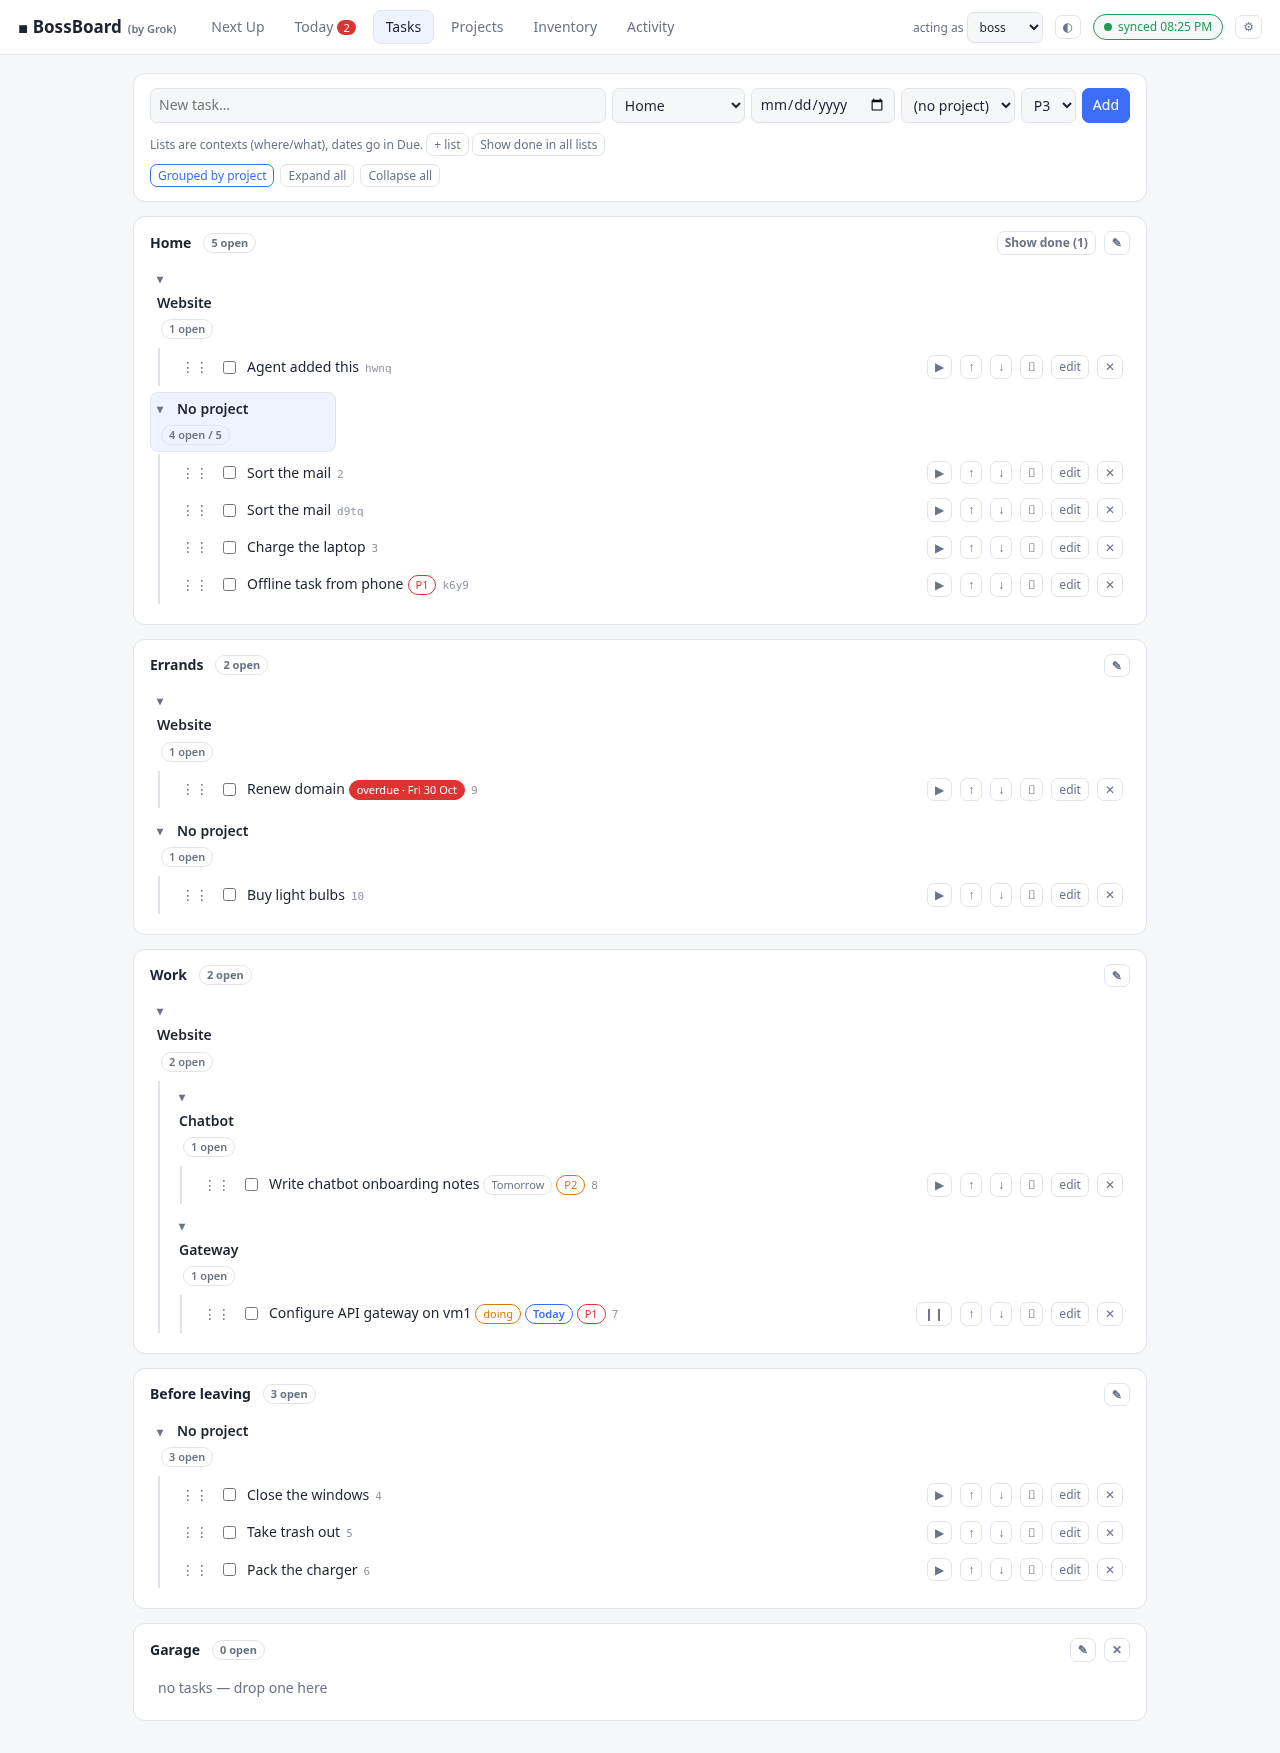 ■ BossBoard (by Grok) Next Up Today 2 Tasks Projects Inventory Activity acting as boss ◐ ● synced 08:25 PM ⚙
New task... Home mm/dd/yyyy (no project) P3 Add
Lists are contexts (where/what), dates go in Due. + list Show done in all lists
Grouped by project Expand all Collapse all
Home 5 open Show done (1) ✎
▼
Website
1 open
⋮⋮ Agent added this hwnq ▶ ↑ ↓ ▯ edit ✕
▼ No project
4 open / 5
⋮⋮ Sort the mail 2 ▶ ↑ ↓ ▯ edit ✕
⋮⋮ Sort the mail d9tq ▶ ↑ ↓ ▯ edit ✕
⋮⋮ Charge the laptop 3 ▶ ↑ ↓ ▯ edit ✕
⋮⋮ Offline task from phone P1 k6y9 ▶ ↑ ↓ ▯ edit ✕
Errands 2 open ✎
▼
Website
1 open
⋮⋮ Renew domain overdue · Fri 30 Oct 9 ▶ ↑ ↓ ▯ edit ✕
▼ No project
1 open
⋮⋮ Buy light bulbs 10 ▶ ↑ ↓ ▯ edit ✕
Work 2 open ✎
▼
Website
2 open
▼
Chatbot
1 open
⋮⋮ Write chatbot onboarding notes Tomorrow P2 8 ▶ ↑ ↓ ▯ edit ✕
▼
Gateway
1 open
⋮⋮ Configure API gateway on vm1 doing Today P1 7 ❙❙ ↑ ↓ ▯ edit ✕
Before leaving 3 open ✎
▼ No project
3 open
⋮⋮ Close the windows 4 ▶ ↑ ↓ ▯ edit ✕
⋮⋮ Take trash out 5 ▶ ↑ ↓ ▯ edit ✕
⋮⋮ Pack the charger 6 ▶ ↑ ↓ ▯ edit ✕
Garage 0 open ✎ ✕
no tasks — drop one here